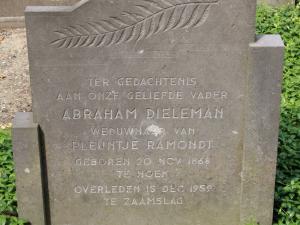 TER GEDACHTENIS
AAN ONZE GELIEFDE VADER
ABRAHAM DIELEMAN
WEDUWNAAR VAN
PLEUNTJE RAMONDT
GEBOREN 20 NOV 1868
TE HOEK
OVERLEDEN 15 DEC 1959
TE ZAAMSLAG